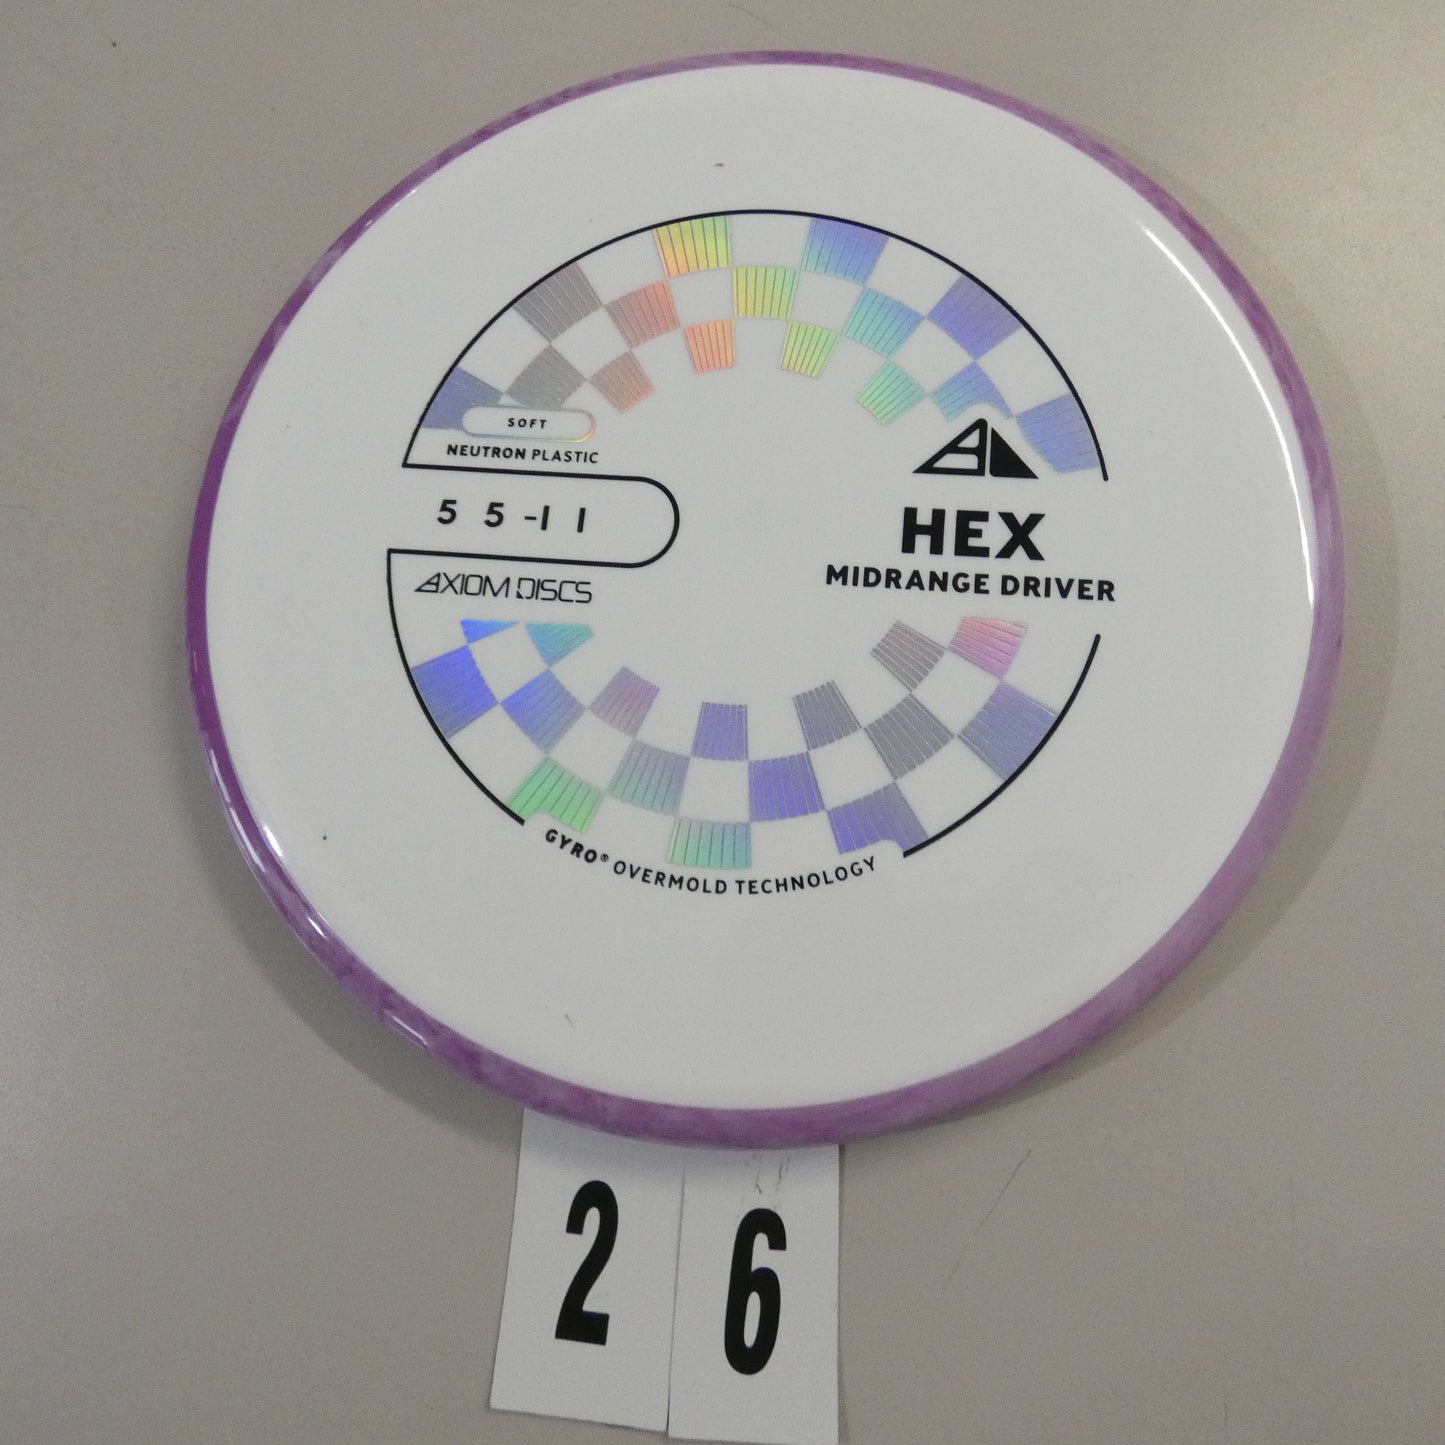 SOFT
NEUTRON PLASTIC
5 5 -1 1
AXIOM DISCS
HEX
MIDRANGE DRIVER
GYRO® OVERMOLD TECHNOLOGY
2 6